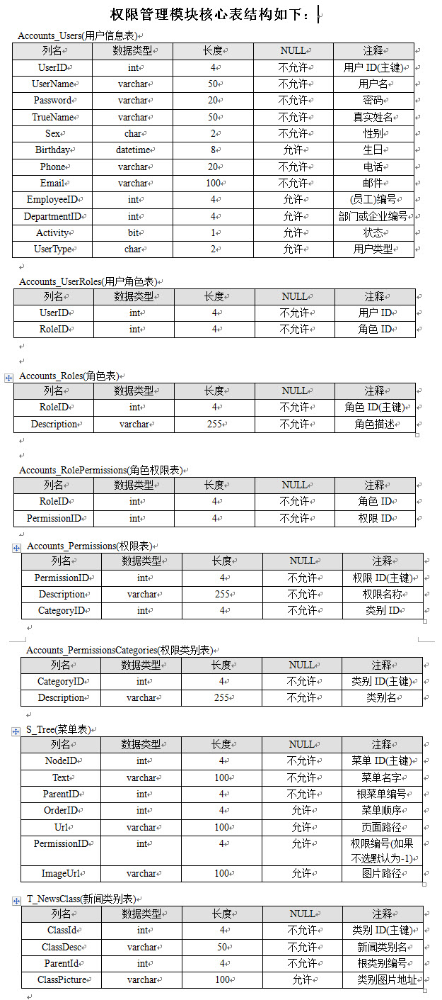 权限管理模块核心表结构如下：
Accounts_Users(用户信息表)
列名 数据类型 长度 NULL 注释
UserID int 4 不允许 用户 ID(主键)
UserName varchar 50 不允许 用户名
Password varchar 20 不允许 密码
TrueName varchar 50 不允许 真实姓名
Sex char 2 不允许 性别
Birthday datetime 8 允许 生日
Phone varchar 20 不允许 电话
Email varchar 100 不允许 邮件
EmployeeID int 4 允许 (员工)编号
DepartmentID int 4 允许 部门或企业编号
Activity bit 1 允许 状态
UserType char 2 允许 用户类型
Accounts_UserRoles(用户角色表)
列名 数据类型 长度 NULL 注释
UserID int 4 不允许 用户 ID
RoleID int 4 不允许 角色 ID
Accounts_Roles(角色表)
列名 数据类型 长度 NULL 注释
RoleID int 4 不允许 角色 ID(主键)
Description varchar 255 不允许 角色描述
Accounts_RolePermissions(角色权限表)
列名 数据类型 长度 NULL 注释
RoleID int 4 不允许 角色 ID
PermissionID int 4 不允许 权限 ID
Accounts_Permissions(权限表)
列名 数据类型 长度 NULL 注释
PermissionID int 4 不允许 权限 ID(主键)
Description varchar 255 不允许 权限名称
CategoryID int 4 不允许 类别 ID
Accounts_PermissionsCategories(权限类别表)
列名 数据类型 长度 NULL 注释
CategoryID int 4 不允许 类别 ID(主键)
Description varchar 255 不允许 类别名
S_Tree(菜单表)
列名 数据类型 长度 NULL 注释
NodeID int 4 不允许 菜单 ID(主键)
Text varchar 100 不允许 菜单名字
ParentID int 4 不允许 根菜单编号
OrderID int 4 允许 菜单顺序
Url varchar 100 允许 页面路径
PermissionID int 4 允许 权限编号(如果
不选默认为-1)
ImageUrl varchar 100 允许 图片路径
T_NewsClass(新闻类别表)
列名 数据类型 长度 NULL 注释
ClassId int 4 不允许 类别 ID(主键)
ClassDesc varchar 50 不允许 新闻类别名
ParentId int 4 不允许 根类别编号
ClassPicture varchar 100 允许 类别图片地址